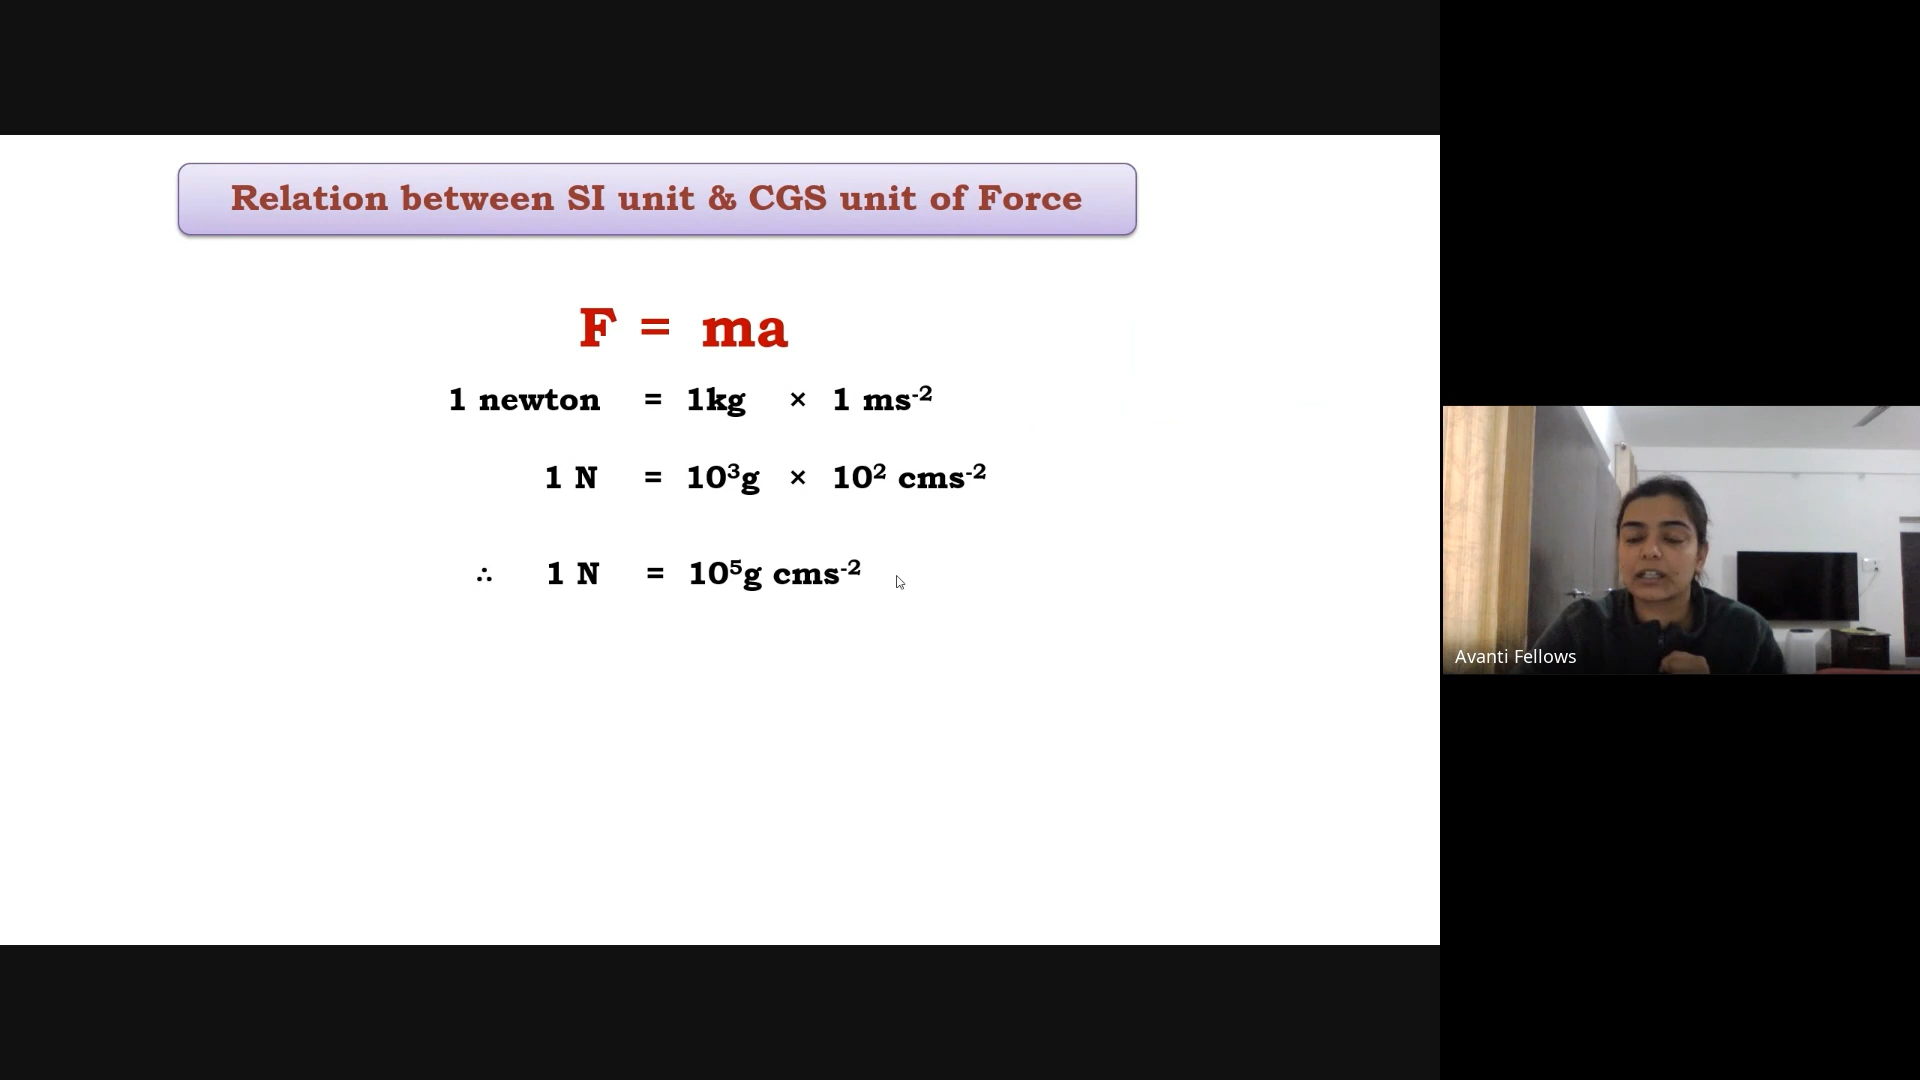 Relation between SI unit & CGS unit of Force
F = ma
1 newton = 1kg × 1 ms⁻²
1 N = 10³g × 10² cms⁻²
∴ 1 N = 10⁵g cms⁻²
Avanti Fellows